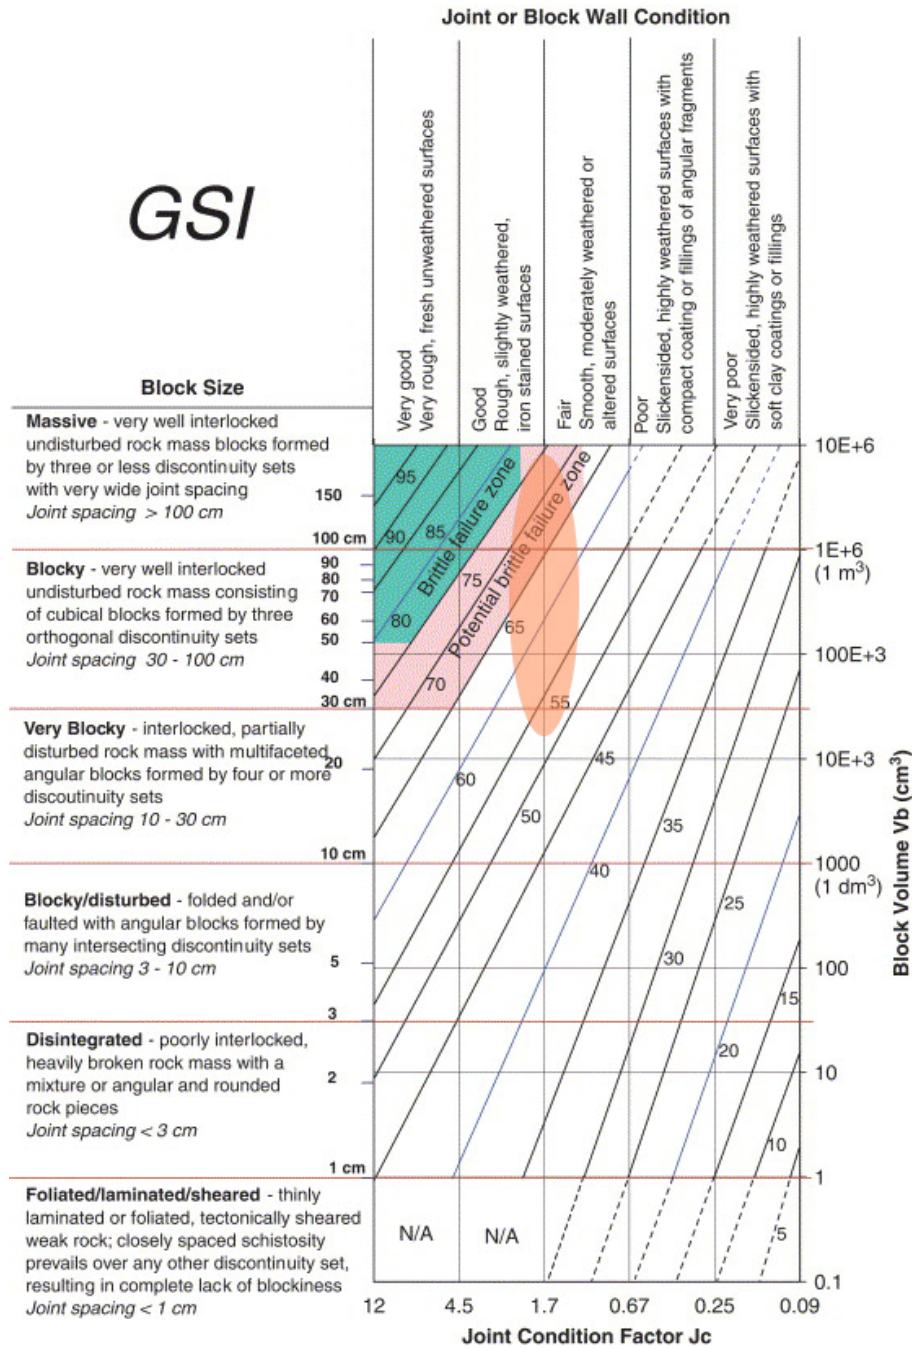 Joint or Block Wall Condition
GSI
Very good
Very rough, fresh unweathered surfaces
Good
Rough, slightly weathered,
iron stained surfaces
Fair
Smooth, moderately weathered or
altered surfaces
Poor
Slickensided, highly weathered surfaces with
compact coating or fillings of angular fragments
Very poor
Slickensided, highly weathered surfaces with
soft clay coatings or fillings
Block Size
Massive - very well interlocked
undisturbed rock mass blocks formed
by three or less discontinuity sets
with very wide joint spacing
Joint spacing > 100 cm
Blocky - very well interlocked
undisturbed rock mass consisting
of cubical blocks formed by three
orthogonal discontinuity sets
Joint spacing 30 - 100 cm
Very Blocky - interlocked, partially
disturbed rock mass with multifaceted
angular blocks formed by four or more
discoutinuity sets
Joint spacing 10 - 30 cm
Blocky/disturbed - folded and/or
faulted with angular blocks formed by
many intersecting discontinuity sets
Joint spacing 3 - 10 cm
Disintegrated - poorly interlocked,
heavily broken rock mass with a
mixture or angular and rounded
rock pieces
Joint spacing < 3 cm
Foliated/laminated/sheared - thinly
laminated or foliated, tectonically sheared
weak rock; closely spaced schistosity
prevails over any other discontinuity set,
resulting in complete lack of blockiness
Joint spacing < 1 cm
150
100 cm
90
80
70
60
50
40
30 cm
20
10 cm
5
3
2
1 cm
95
90
85
80
Brittle failure zone
75
Potential brittle failure zone
70
65
60
55
50
45
40
35
30
25
20
15
10
5
N/A
N/A
10E+6
1E+6
(1 m³)
100E+3
10E+3
1000
(1 dm³)
100
10
1
0.1
Block Volume Vb (cm³)
12
4.5
1.7
0.67
0.25
0.09
Joint Condition Factor Jc